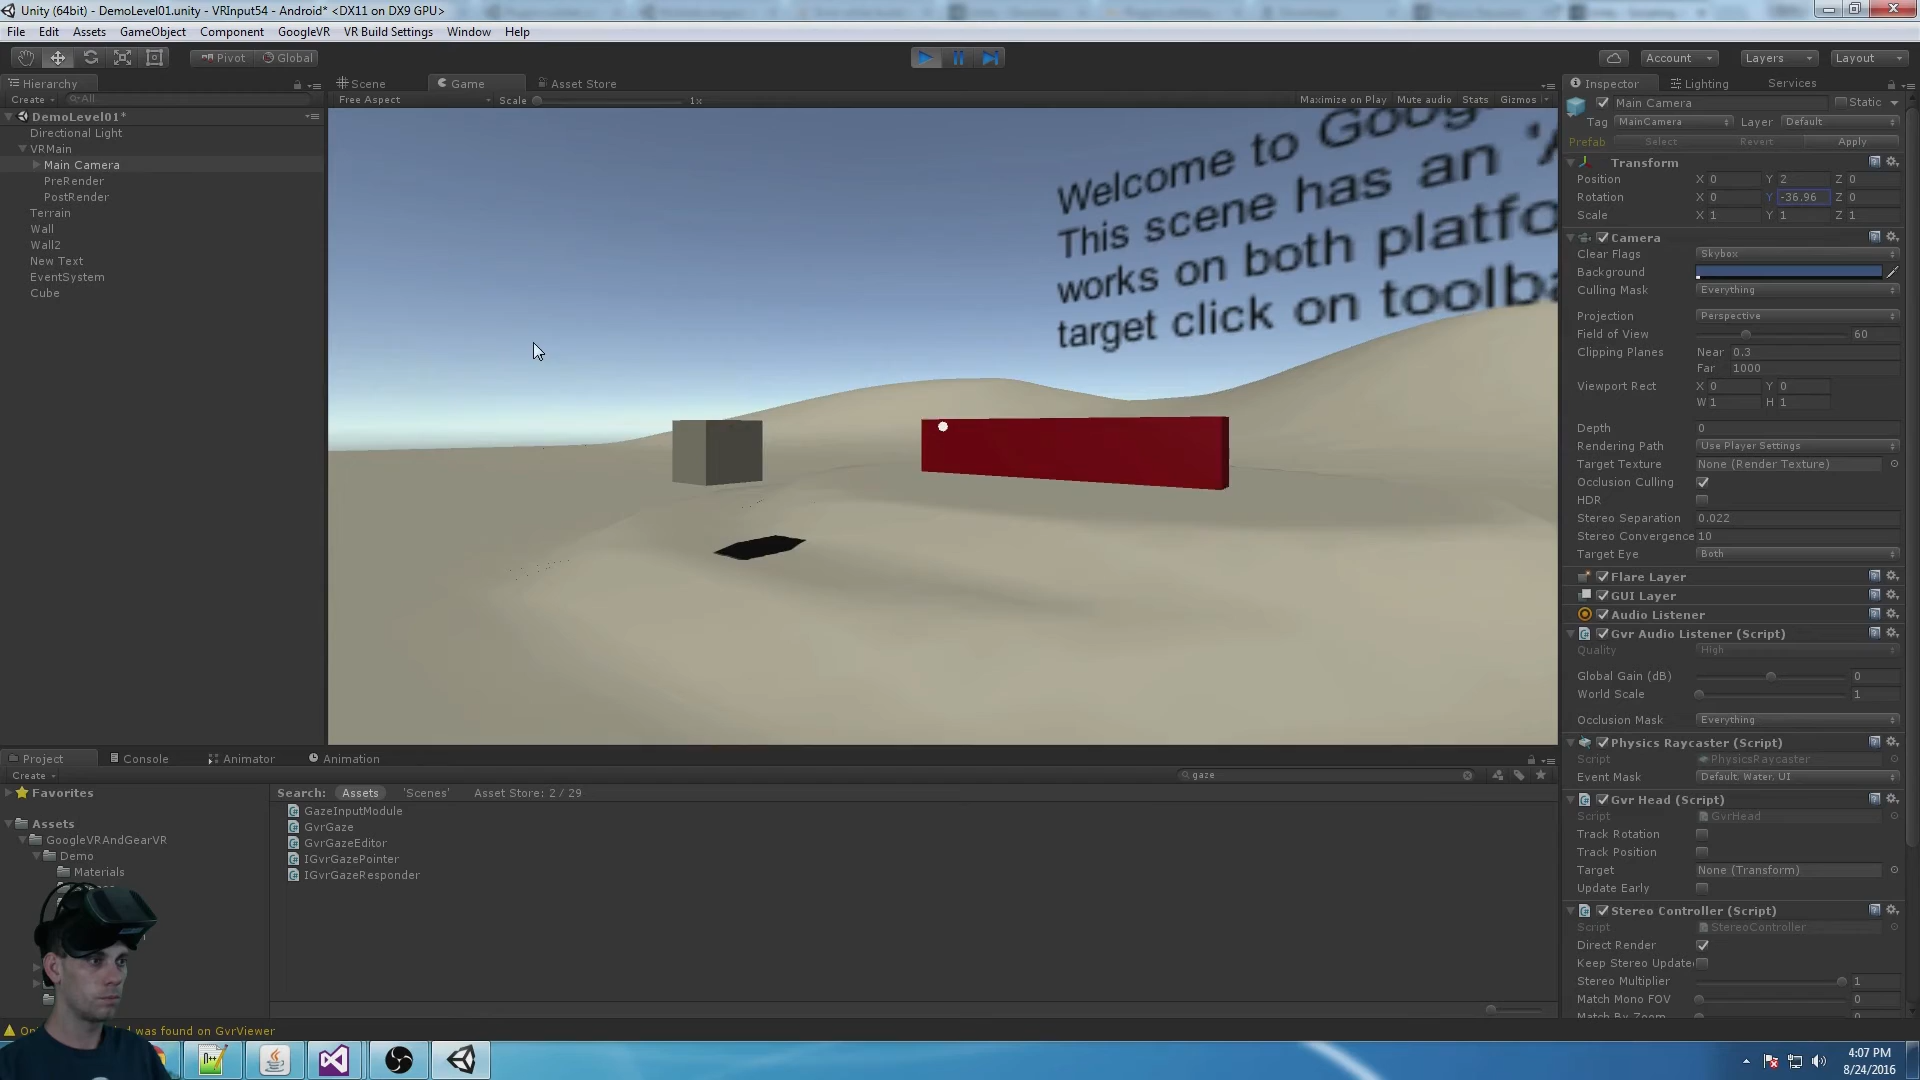 Unity (64bit) - DemoLevel01.unity - VRInput54 - Android* <DX11 on DX9 GPU>
File Edit Assets GameObject Component GoogleVR VR Build Settings Window Help
Pivot Global Account Layers Layout
Hierarchy
Create All
DemoLevel01*
Directional Light
VRMain
Main Camera
PreRender
PostRender
Terrain
Wall
Wall2
New Text
EventSystem
Cube
Scene Game Asset Store
Free Aspect Scale 1x Maximize on Play Mute audio Stats Gizmos
Welcome to
This scene has an
works on both
target click on
Inspector Lighting Services
Main Camera Static
Tag MainCamera Layer Default
Prefab Select Revert Apply
Transform
Position X 0 Y 2 Z 0
Rotation X 0 Y -36.96 Z 0
Scale X 1 Y 1 Z 1
Camera
Clear Flags Skybox
Background
Culling Mask Everything
Projection Perspective
Field of View 60
Clipping Planes Near 0.3
Far 1000
Viewport Rect X 0 Y 0
W 1 H 1
Depth 0
Rendering Path Use Player Settings
Target Texture None (Render Texture)
Occlusion Culling
HDR
Stereo Separation 0.022
Stereo Convergence 10
Target Eye Both
Flare Layer
GUI Layer
Audio Listener
Gvr Audio Listener (Script)
Quality High
Global Gain (dB) 0
World Scale 1
Occlusion Mask Everything
Physics Raycaster (Script)
Script PhysicsRaycaster
Event Mask Default, Water, UI
Gvr Head (Script)
Script GvrHead
Track Rotation
Track Position
Target None (Transform)
Update Early
Stereo Controller (Script)
Script StereoController
Direct Render
Keep Stereo Update
Stereo Multiplier 1
Match Mono FOV 0
Match By Zoom
Project Console Animator Animation
Create gaze
Favorites
Assets
GoogleVRAndGearVR
Demo
Materials
Search: Assets 'Scenes' Asset Store: 2 / 29
GazeInputModule
GvrGaze
GvrGazeEditor
IGvrGazePointer
IGvrGazeResponder
was found on GvrViewer
4:07 PM
8/24/2016